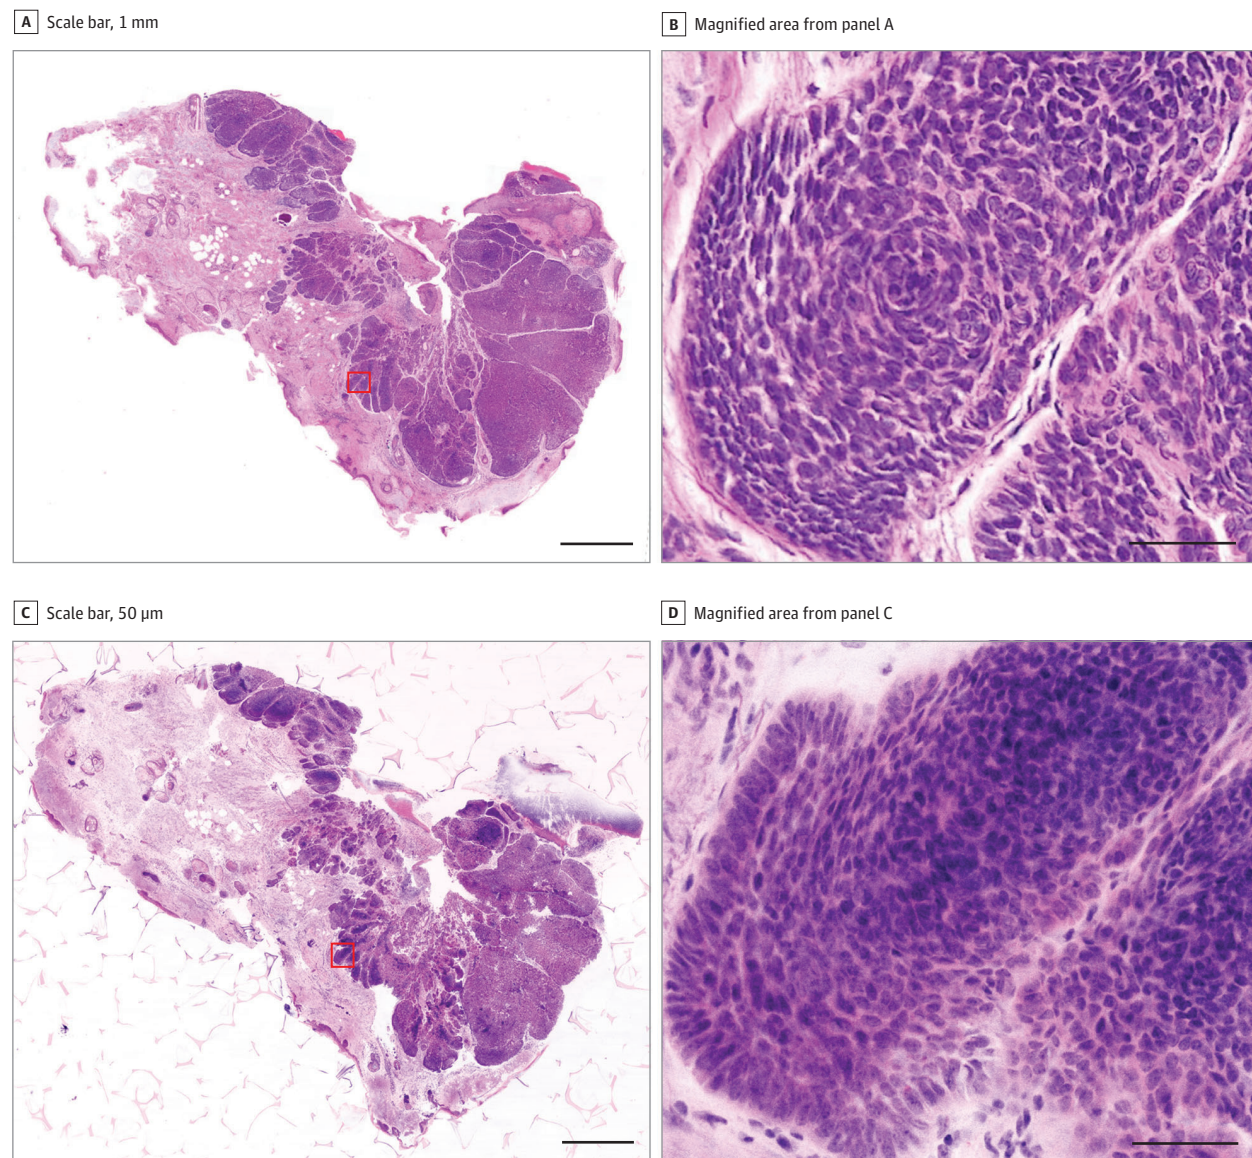 A Scale bar, 1 mm
B Magnified area from panel A
C Scale bar, 50 µm
D Magnified area from panel C